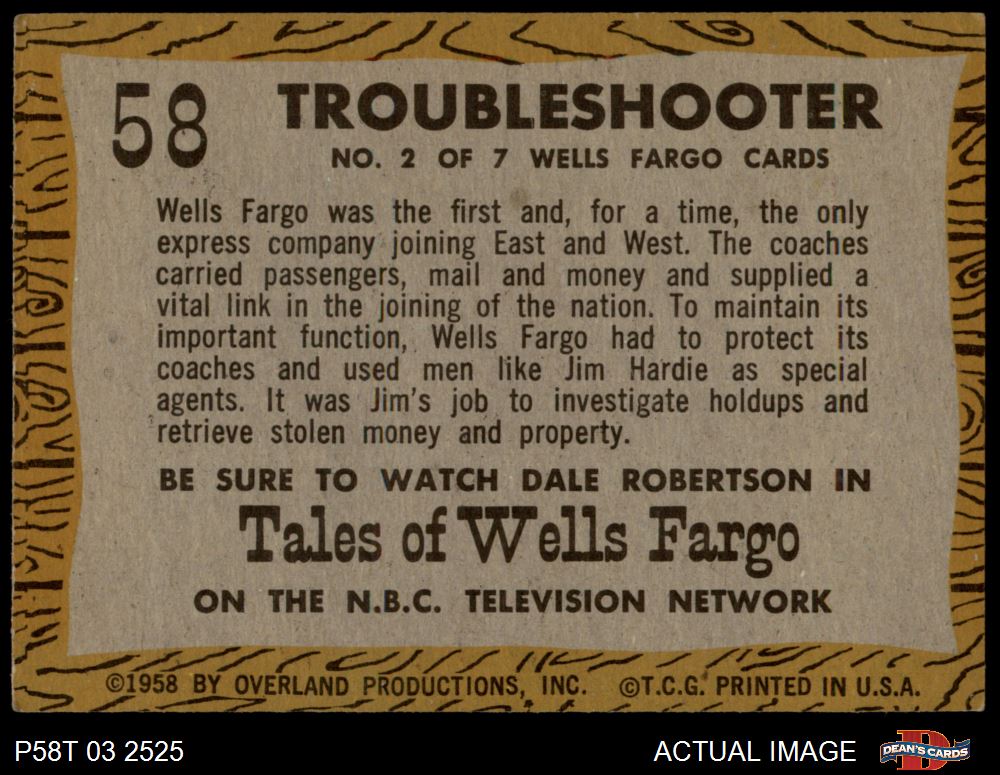 58
TROUBLESHOOTER
NO. 2 OF 7 WELLS FARGO CARDS
Wells Fargo was the first and, for a time, the only
express company joining East and West. The coaches
carried passengers, mail and money and supplied a
vital link in the joining of the nation. To maintain its
important function, Wells Fargo had to protect its
coaches and used men like Jim Hardie as special
agents. It was Jim's job to investigate holdups and
retrieve stolen money and property.
BE SURE TO WATCH DALE ROBERTSON IN
Tales of Wells Fargo
ON THE N.B.C. TELEVISION NETWORK
©1958 BY OVERLAND PRODUCTIONS, INC. ©T.C.G. PRINTED IN U.S.A.
P58T 03 2525
ACTUAL IMAGE
D
DEAN'S CARDS